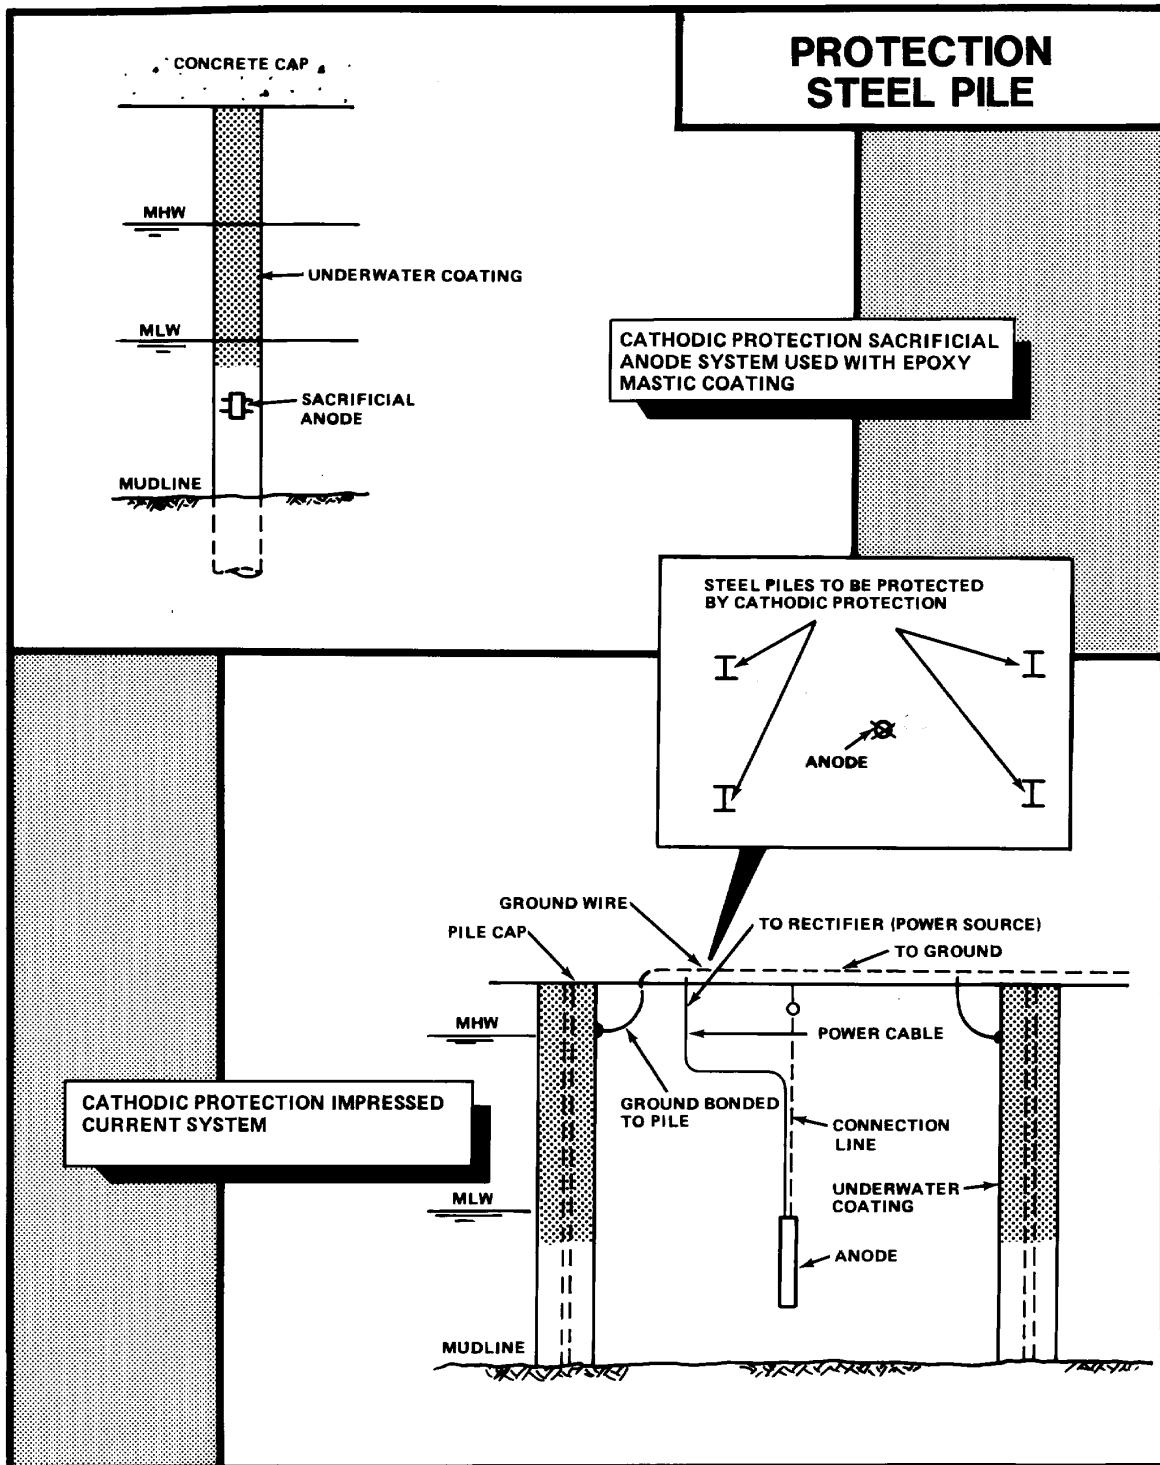 PROTECTION
STEEL PILE
CONCRETE CAP
MHW
UNDERWATER COATING
MLW
SACRIFICIAL
ANODE
MUDLINE
CATHODIC PROTECTION SACRIFICIAL
ANODE SYSTEM USED WITH EPOXY
MASTIC COATING
STEEL PILES TO BE PROTECTED
BY CATHODIC PROTECTION
ANODE
GROUND WIRE
PILE CAP
TO RECTIFIER (POWER SOURCE)
TO GROUND
MHW
POWER CABLE
GROUND BONDED
TO PILE
CONNECTION
LINE
CATHODIC PROTECTION IMPRESSED
CURRENT SYSTEM
MLW
UNDERWATER
COATING
ANODE
MUDLINE